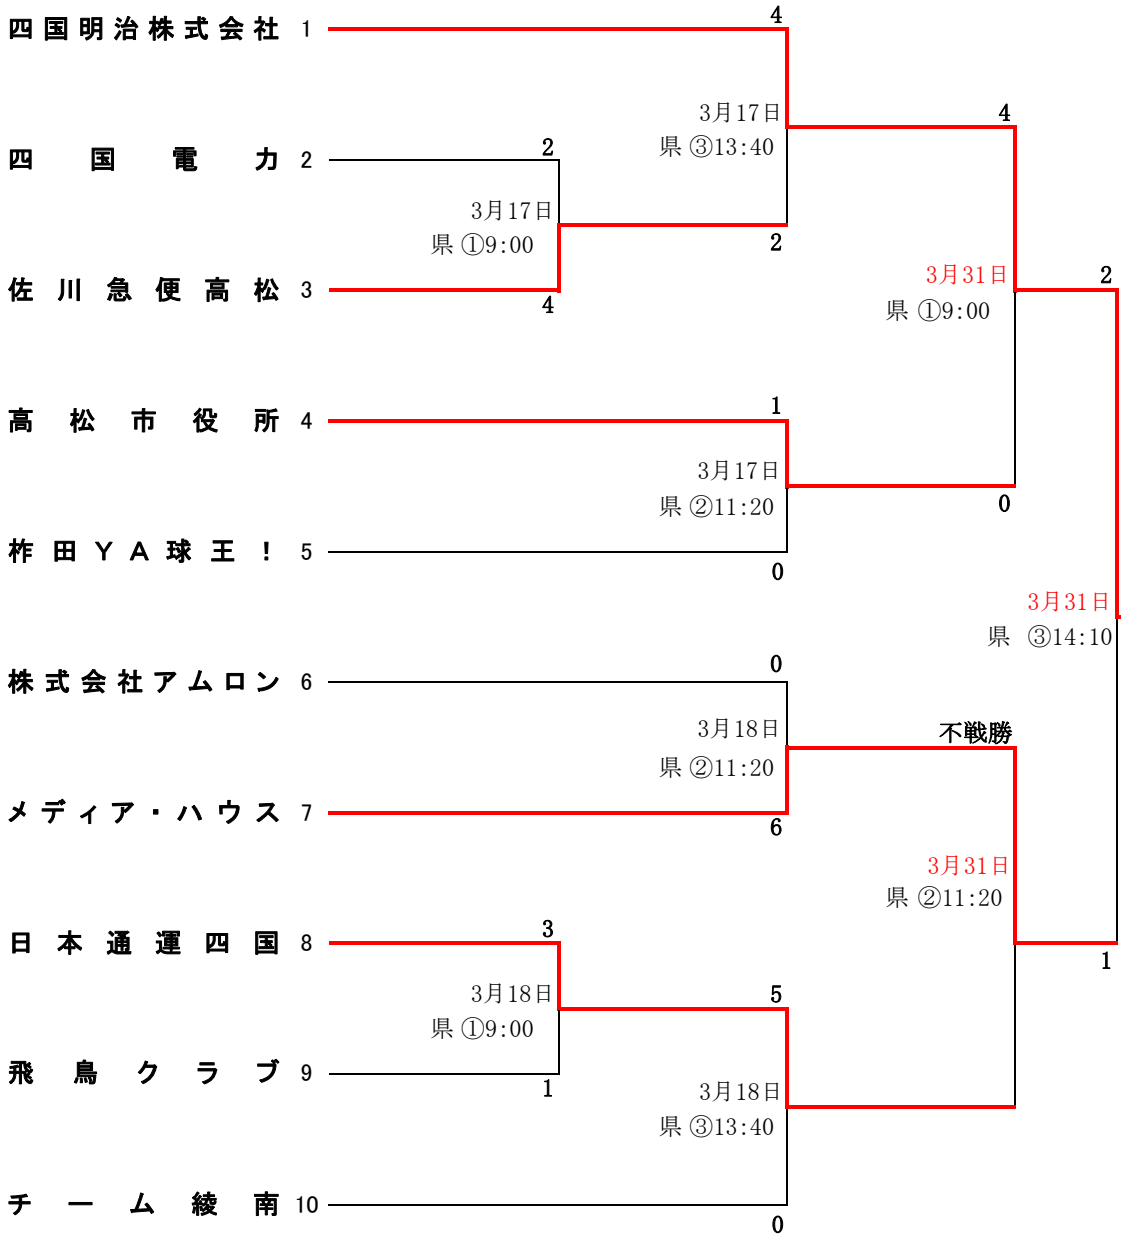 四国明治株式会社 1
4
3月17日
県 ③13:40
4
四国電力 2
2
3月17日
県 ①9:00
2
佐川急便高松 3
4
3月31日
県 ①9:00
2
高松市役所 4
1
3月17日
県 ②11:20
0
柞田ＹＡ球王！ 5
0
3月31日
県 ③14:10
株式会社アムロン 6
0
3月18日
県 ②11:20
不戦勝
メディア・ハウス 7
6
3月31日
県 ②11:20
日本通運四国 8
3
1
3月18日
県 ①9:00
5
飛鳥クラブ 9
1
3月18日
県 ③13:40
チーム綾南 10
0